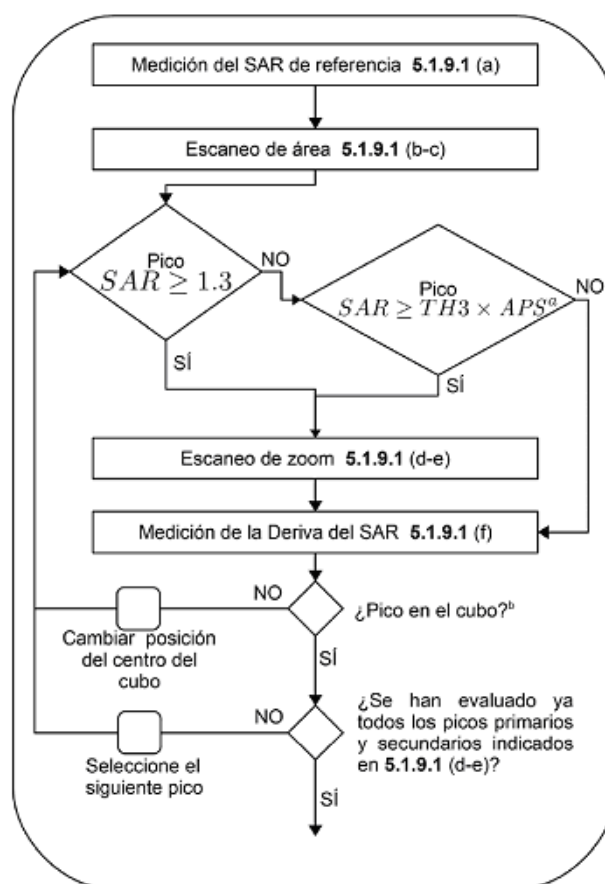 Medición del SAR de referencia 5.1.9.1 (a)
Escaneo de área 5.1.9.1 (b-c)
Pico
SAR ≥ 1.3
NO
Pico
SAR ≥ TH3 × APSᵃ
NO
SÍ
SÍ
Escaneo de zoom 5.1.9.1 (d-e)
Medición de la Deriva del SAR 5.1.9.1 (f)
NO
¿Pico en el cubo?ᵇ
Cambiar posición
del centro del
cubo
SÍ
NO
¿Se han evaluado ya
todos los picos primarios
y secundarios indicados
en 5.1.9.1 (d-e)?
Seleccione el
siguiente pico
SÍ